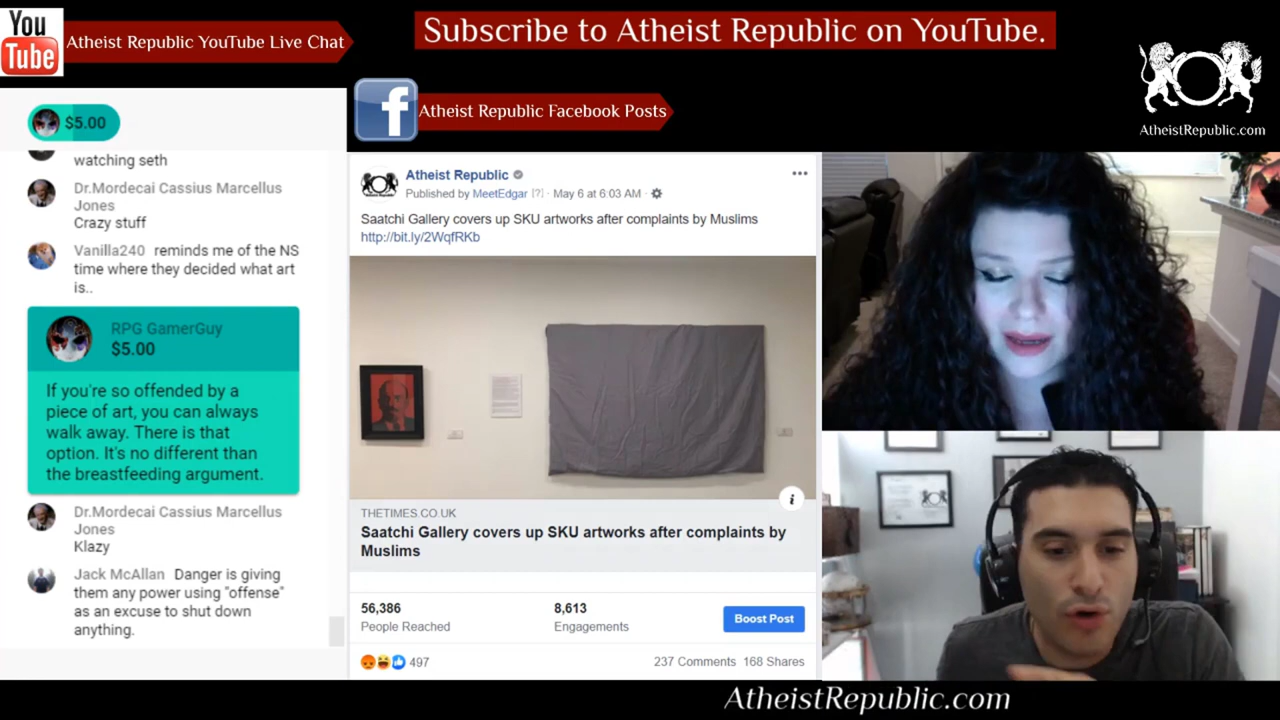 You
Tube
Atheist Republic YouTube Live Chat
Subscribe to Atheist Republic on YouTube.
AtheistRepublic.com
Atheist Republic Facebook Posts
$5.00
watching seth
Dr.Mordecai Cassius Marcellus
Jones
Crazy stuff
Vanilla240 reminds me of the NS
time where they decided what art
is..
RPG GamerGuy
$5.00
If you're so offended by a
piece of art, you can always
walk away. There is that
option. It's no different than
the breastfeeding argument.
Dr.Mordecai Cassius Marcellus
Jones
Klazy
Jack McAllan Danger is giving
them any power using "offense"
as an excuse to shut down
anything.
Atheist Republic
Published by MeetEdgar [?] · May 6 at 6:03 AM ·
Saatchi Gallery covers up SKU artworks after complaints by Muslims
http://bit.ly/2WqfRKb
THETIMES.CO.UK
Saatchi Gallery covers up SKU artworks after complaints by
Muslims
56,386
People Reached
8,613
Engagements
Boost Post
497
237 Comments 168 Shares
AtheistRepublic.com